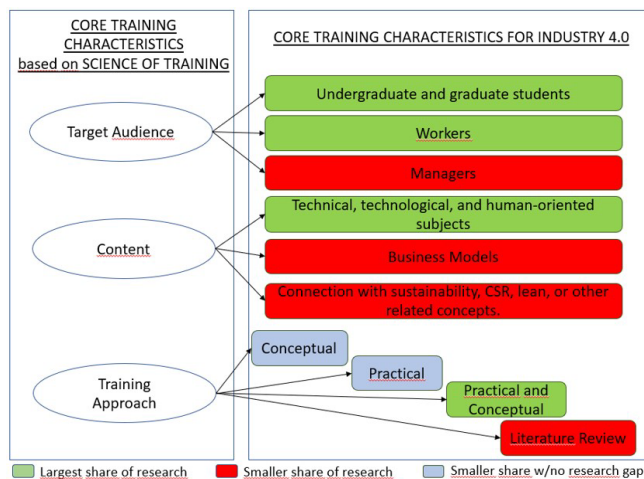 CORE TRAINING
CHARACTERISTICS
based on SCIENCE OF TRAINING
CORE TRAINING CHARACTERISTICS FOR INDUSTRY 4.0
Target Audience
Undergraduate and graduate students
Workers
Managers
Content
Technical, technological, and human-oriented
subjects
Business Models
Connection with sustainability, CSR, lean, or other
related concepts.
Training
Approach
Conceptual
Practical
Practical and
Conceptual
Literature Review
Largest share of research
Smaller share of research
Smaller share w/no research gap